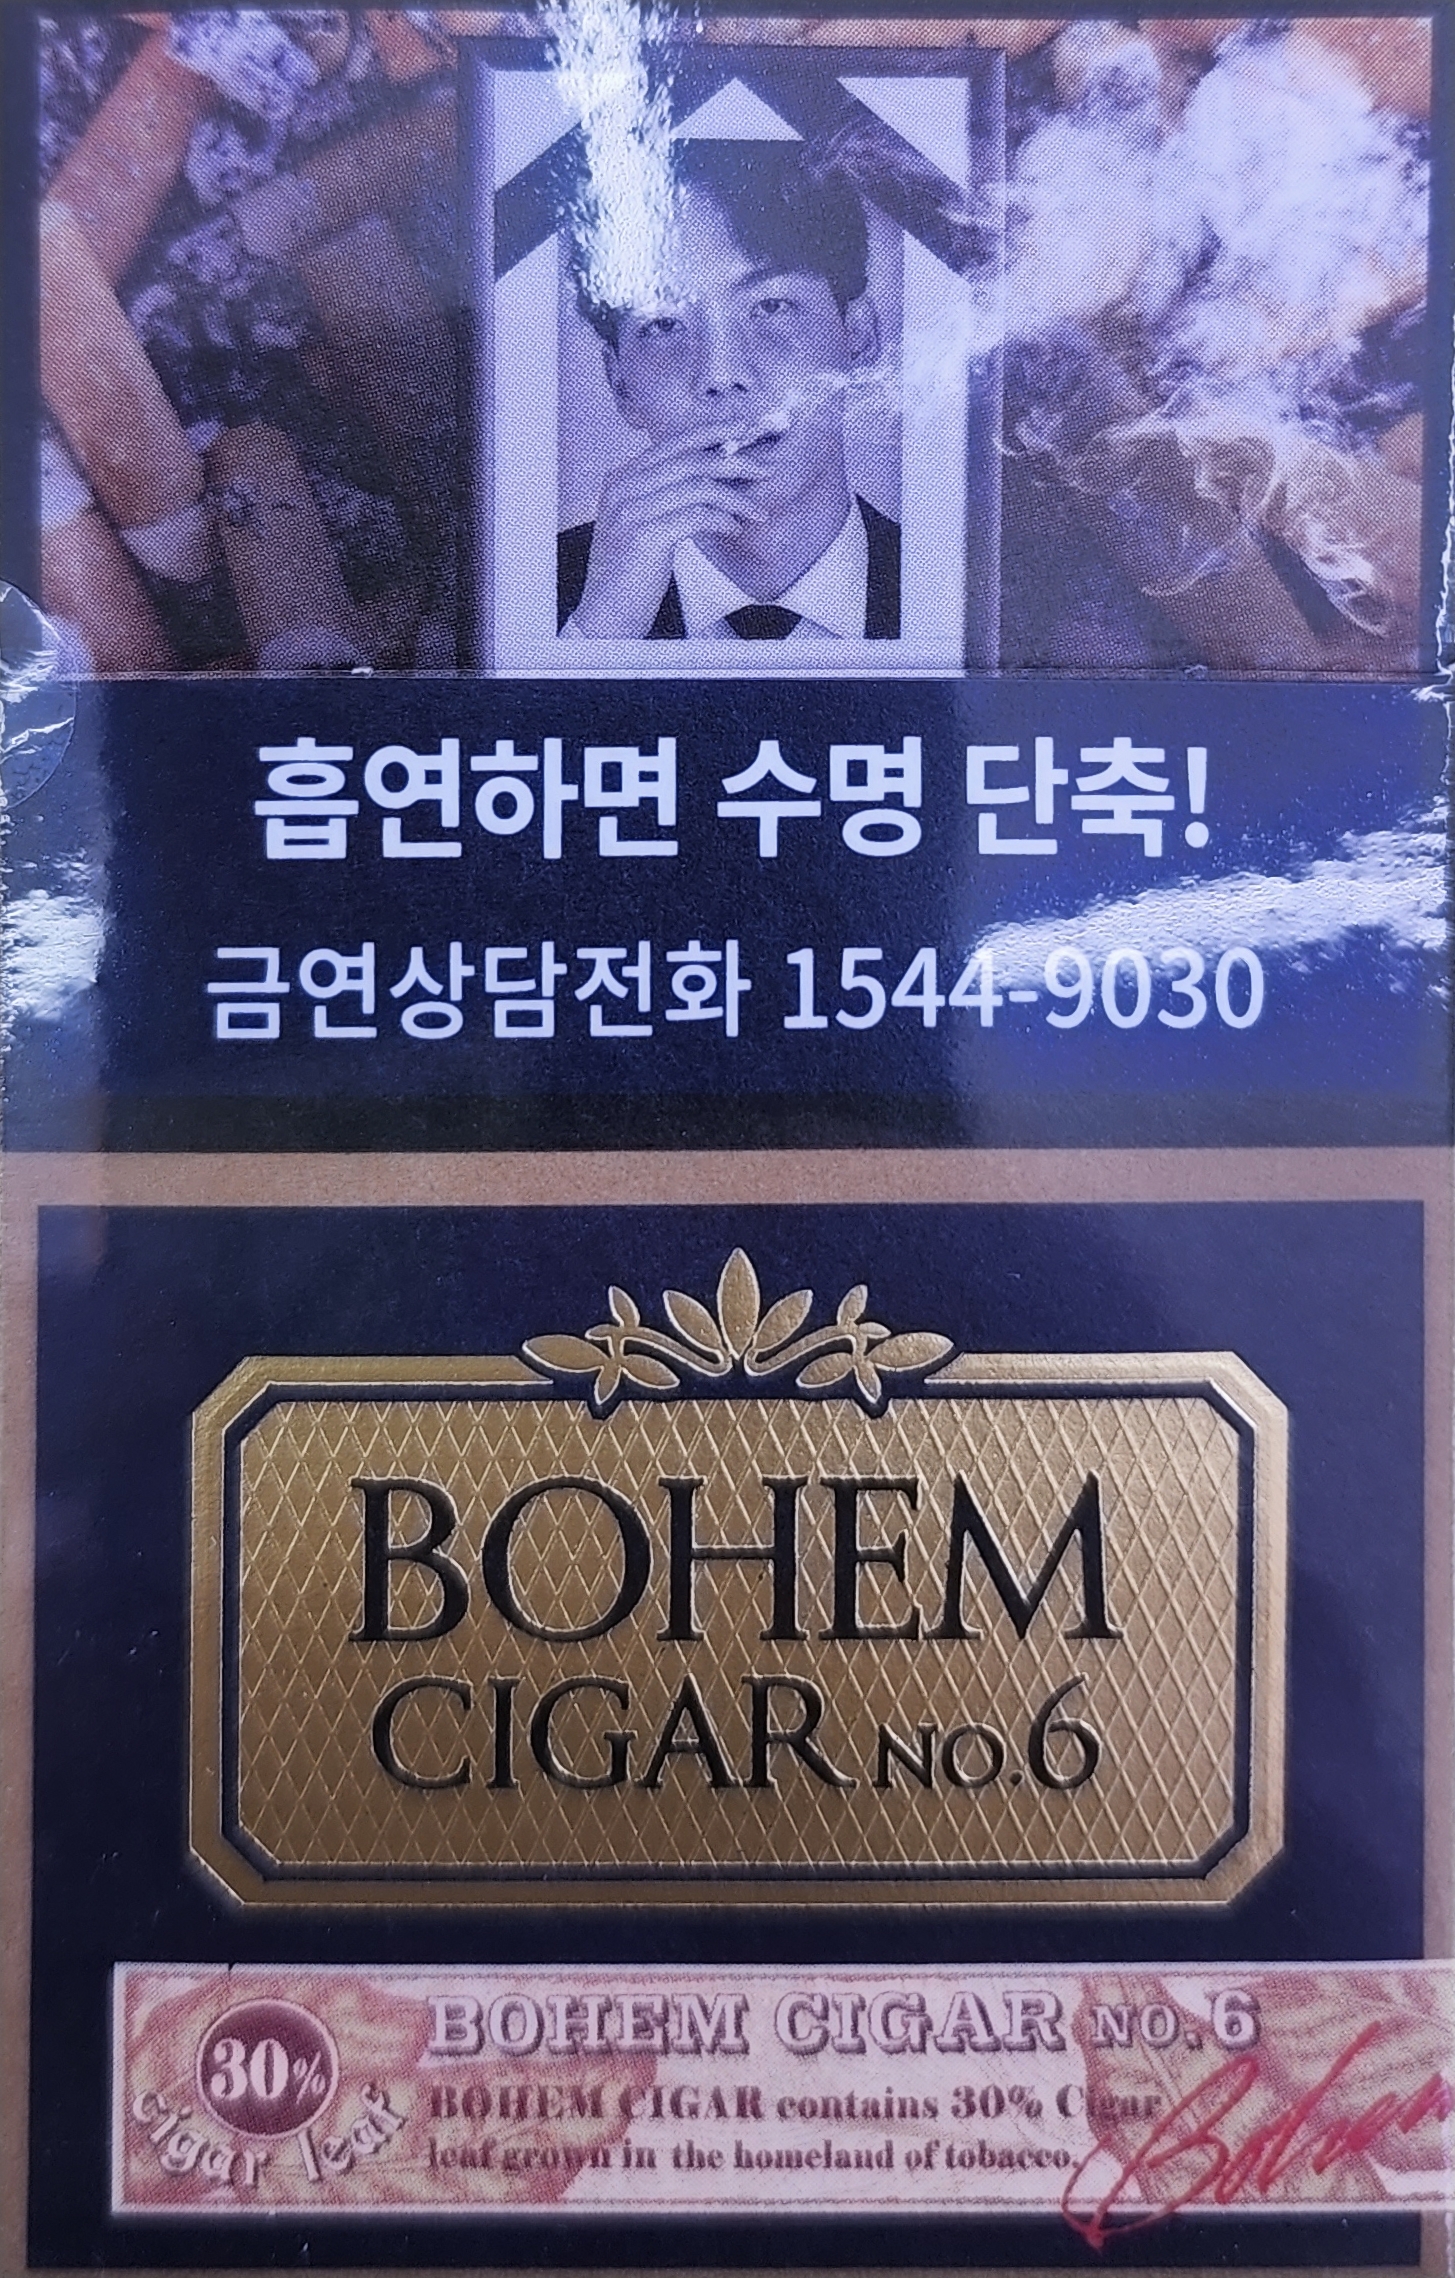 흡연하면 수명 단축!
금연상담전화 1544-9030
BOHEM
CIGAR NO.6
30%
cigar leaf
BOHEM CIGAR NO.6
BOHEM CIGAR contains 30% Cigar
leaf grown in the homeland of tobacco.
Bohem